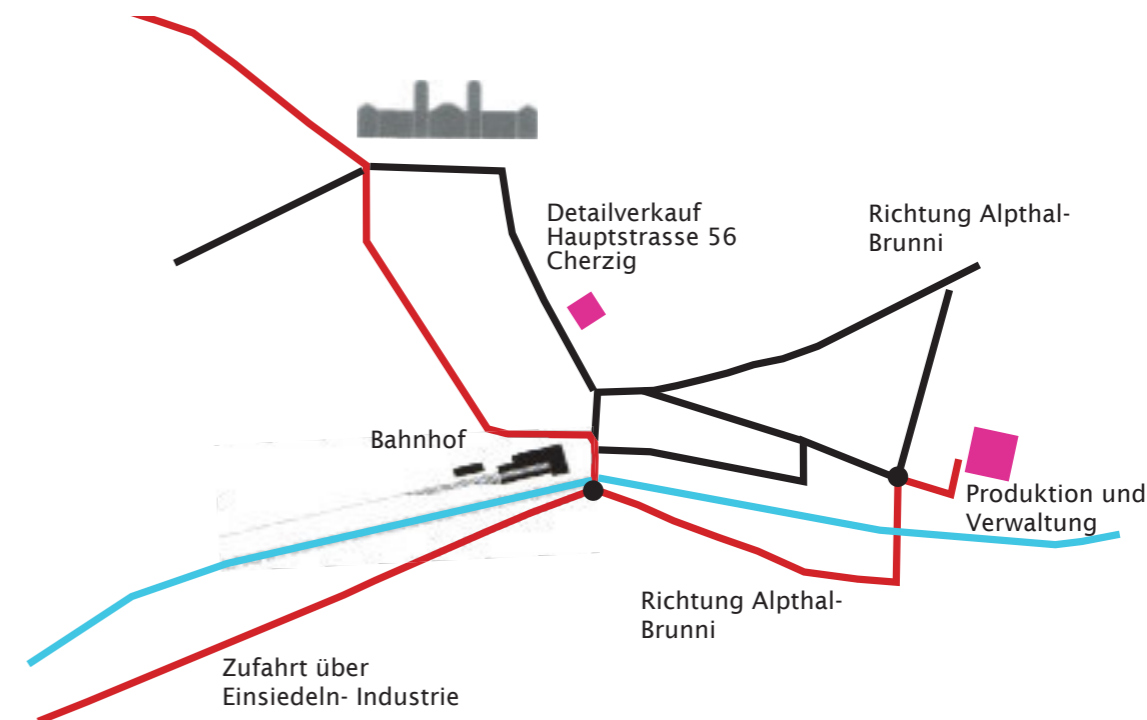 Detailverkauf
Hauptstrasse 56
Cherzig
Richtung Alpthal-
Brunni
Bahnhof
Produktion und
Verwaltung
Richtung Alpthal-
Brunni
Zufahrt über
Einsiedeln- Industrie